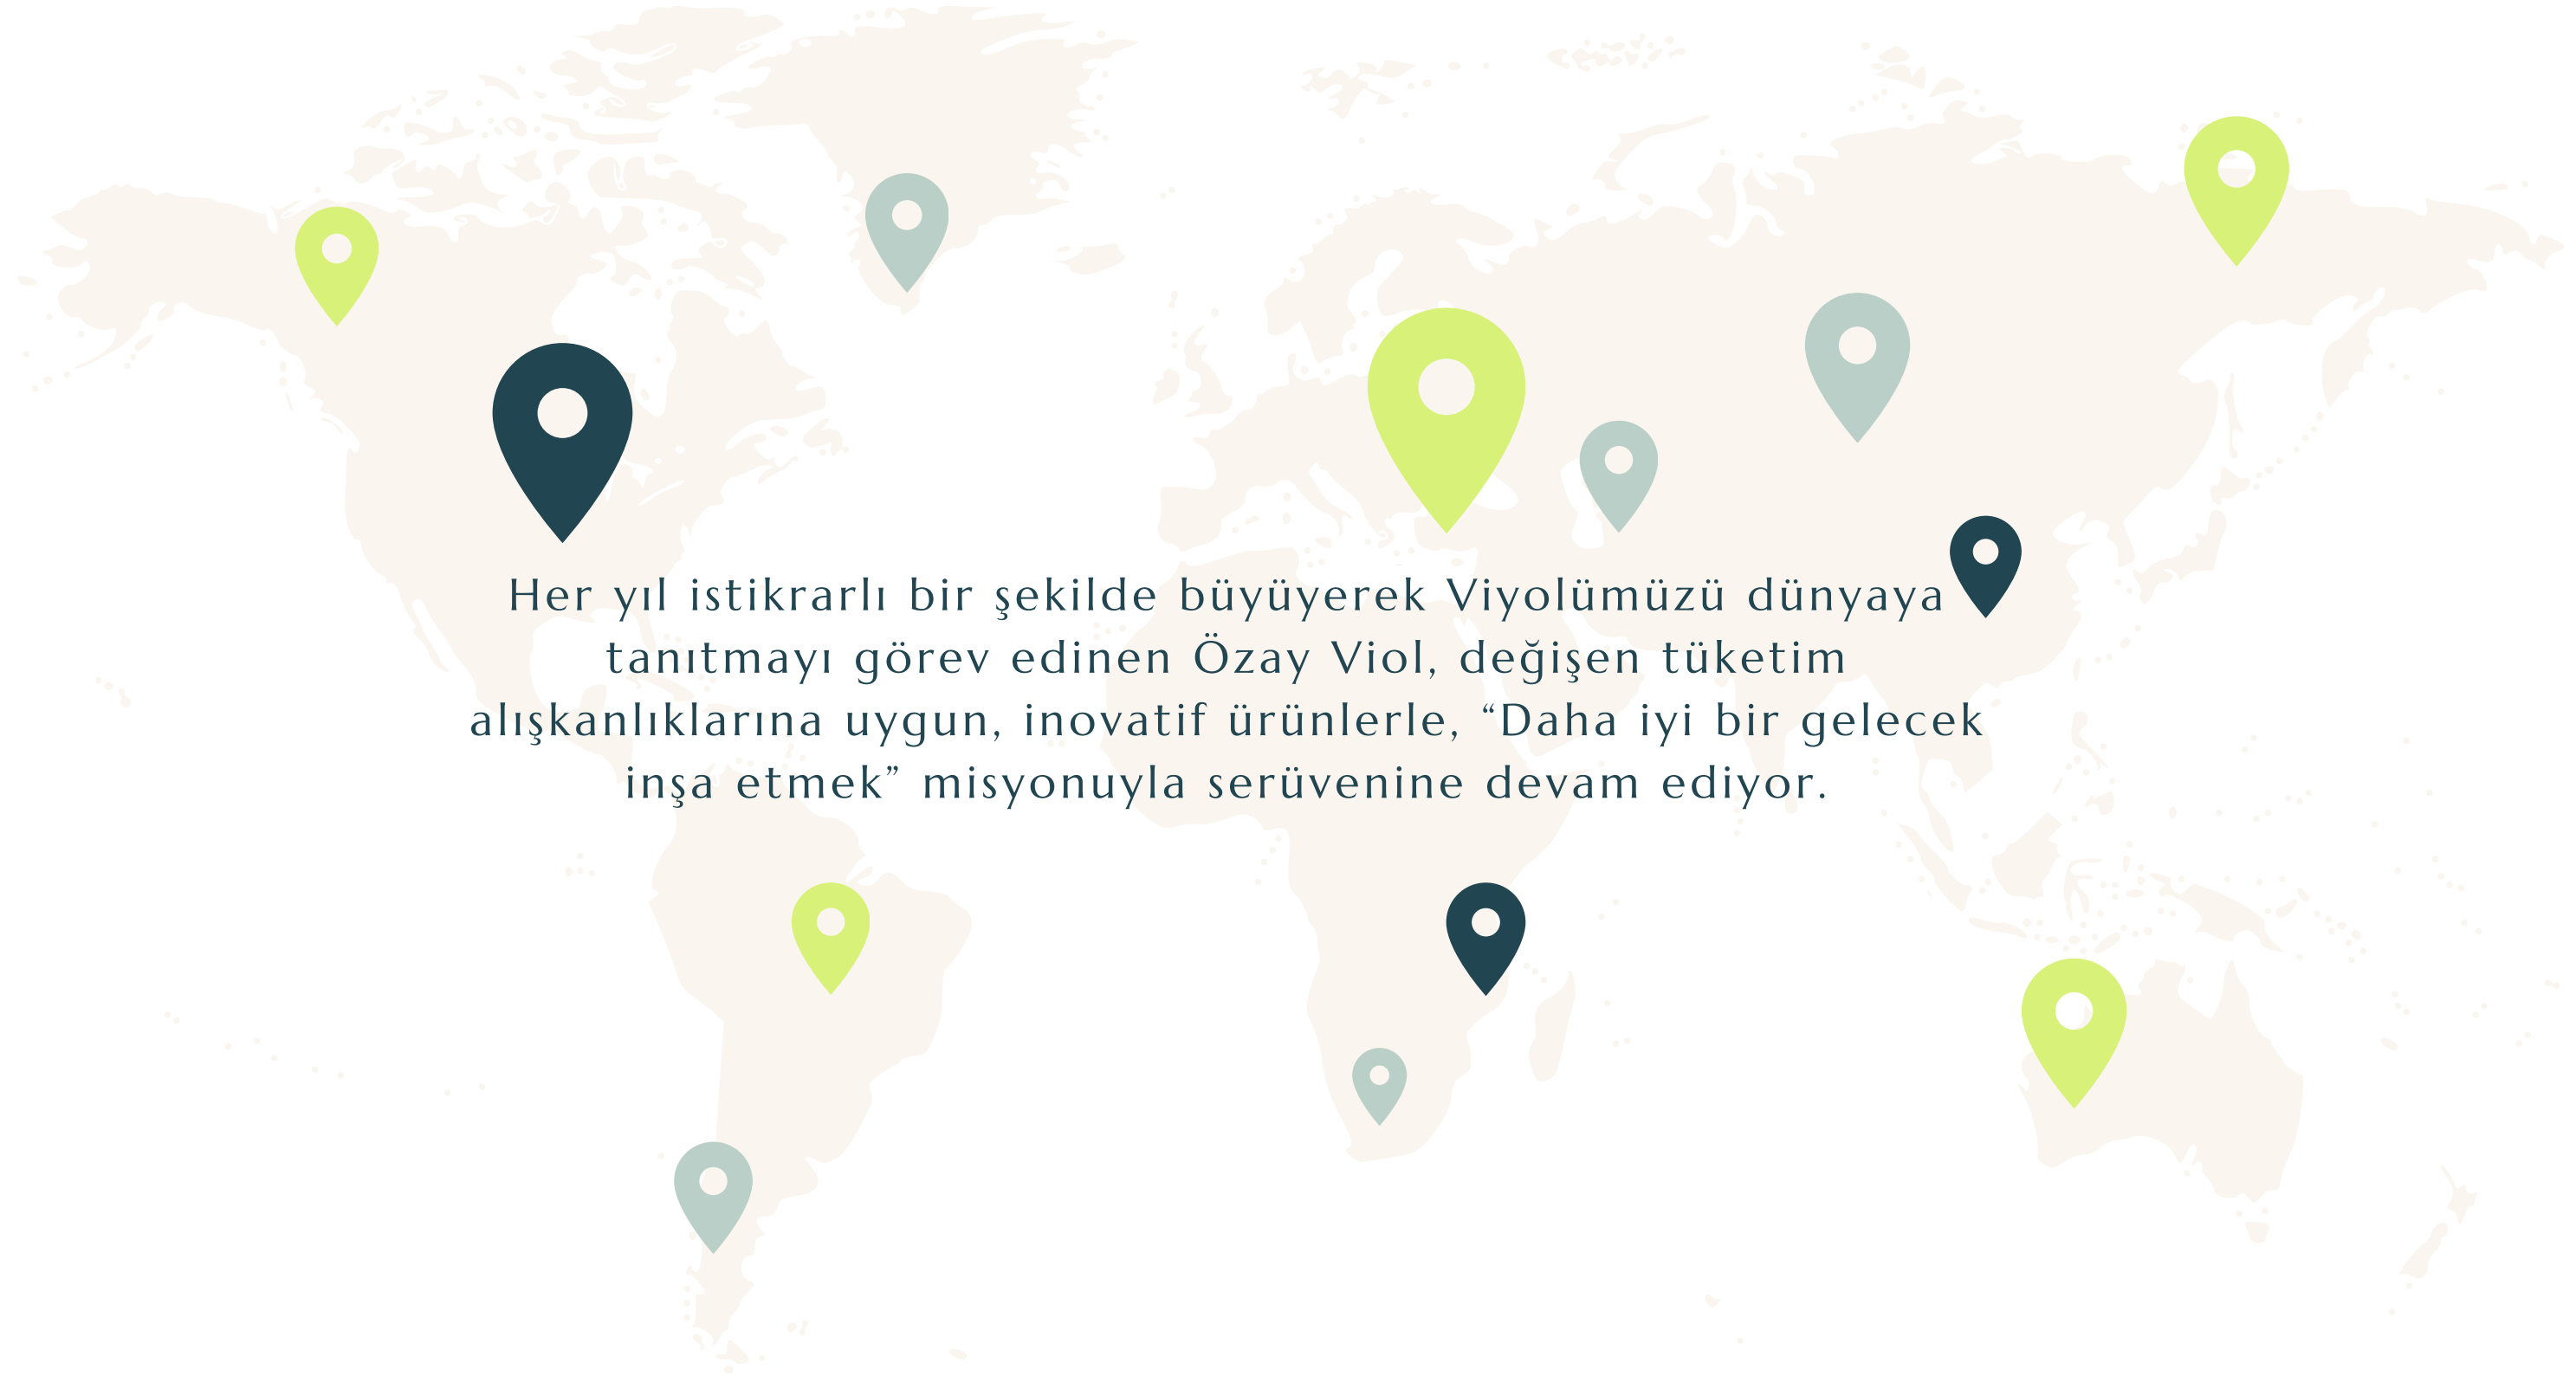 Her yıl istikrarlı bir şekilde büyüyerek Viyolümüzü dünyaya
tanıtmayı görev edinen Özay Viol, değişen tüketim
alışkanlıklarına uygun, inovatif ürünlerle, “Daha iyi bir gelecek
inşa etmek” misyonuyla serüvenine devam ediyor.